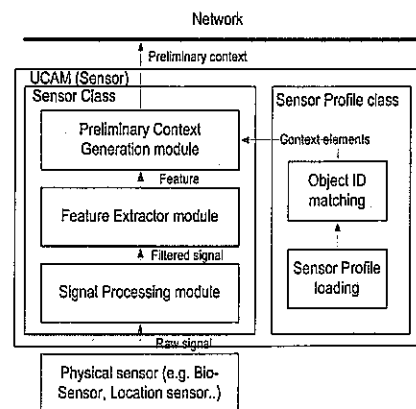 Network
Preliminary context
UCAM (Sensor)
Sensor Class
Sensor Profile class
Preliminary Context
Generation module
Context elements
Feature
Object ID
matching
Feature Extractor module
Filtered signal
Signal Processing module
Sensor Profile
loading
Raw signal
Physical sensor (e.g. Bio-
Sensor, Location sensor..)